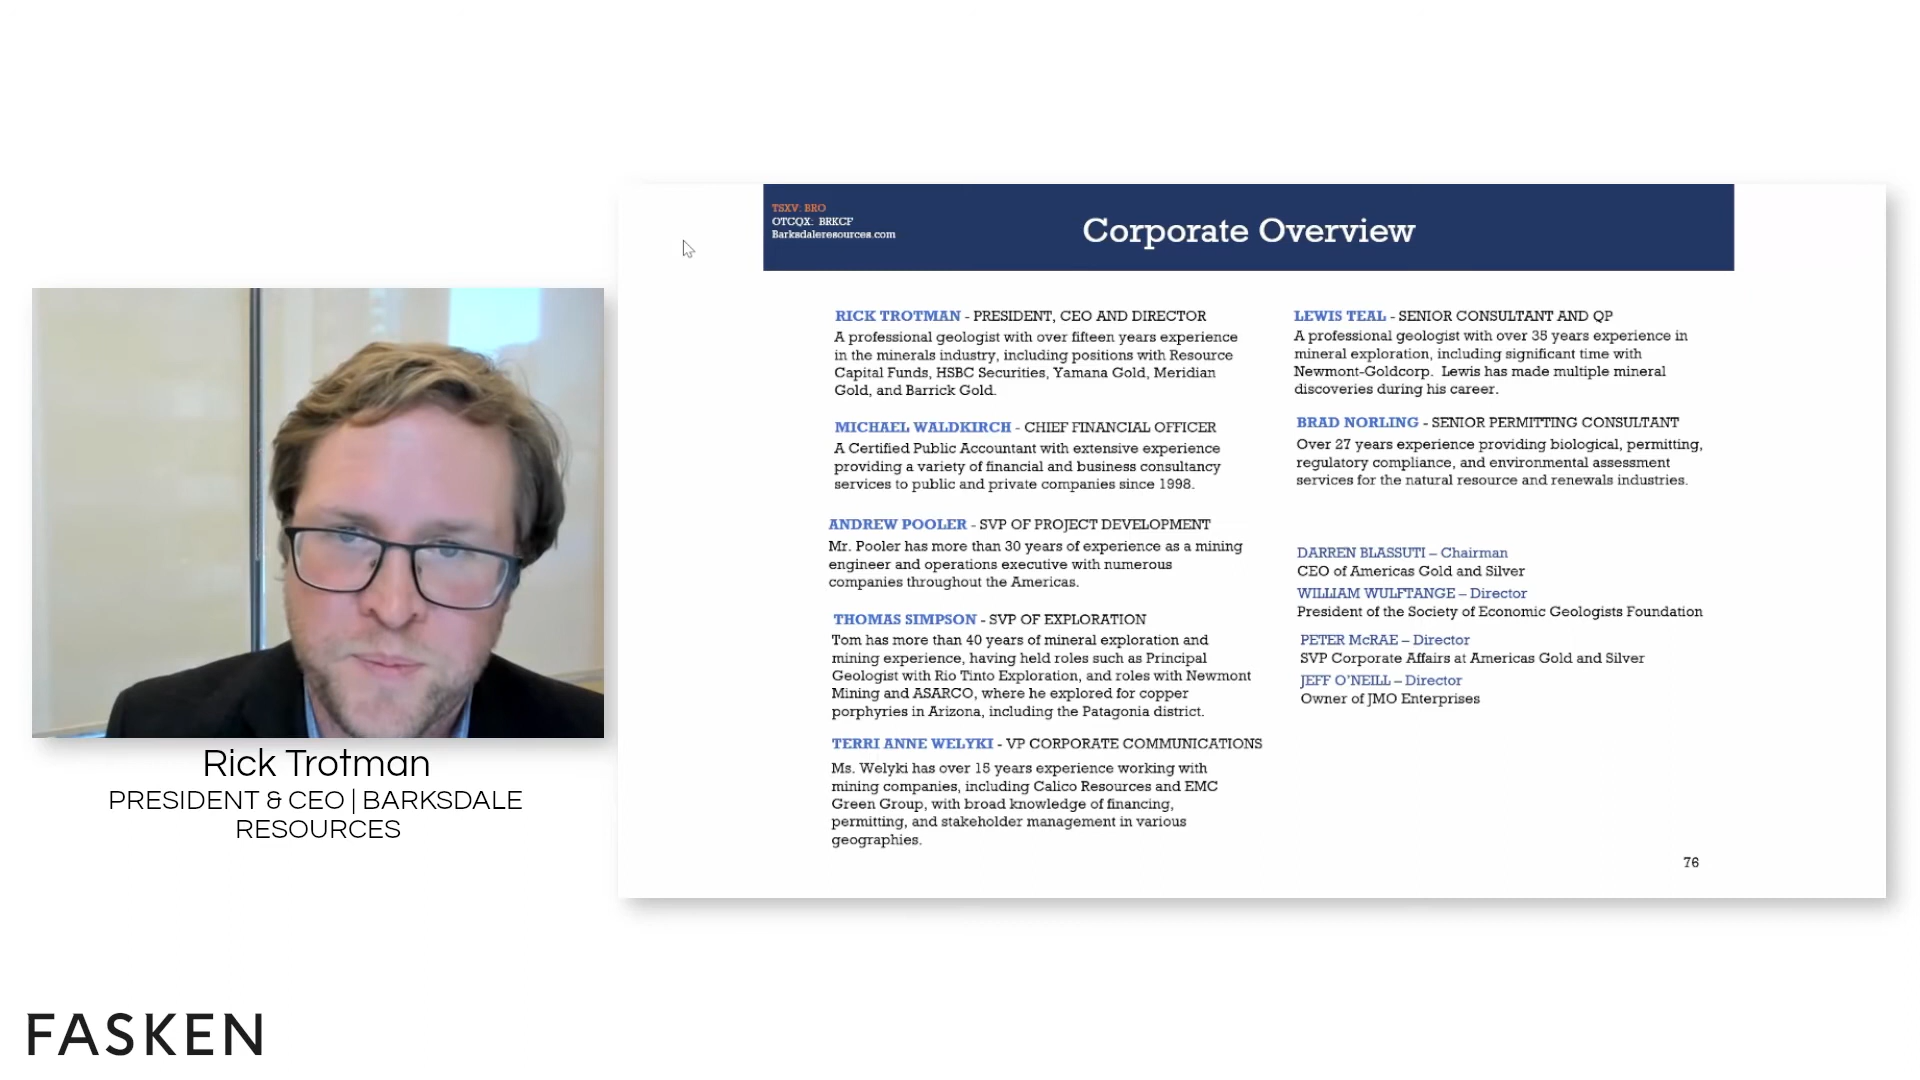 TSXV: BRO
OTCQX: BRKCF
Barksdaleresources.com
Corporate Overview
RICK TROTMAN - PRESIDENT, CEO AND DIRECTOR
A professional geologist with over fifteen years experience
in the minerals industry, including positions with Resource
Capital Funds, HSBC Securities, Yamana Gold, Meridian
Gold, and Barrick Gold.
MICHAEL WALDKIRCH - CHIEF FINANCIAL OFFICER
A Certified Public Accountant with extensive experience
providing a variety of financial and business consultancy
services to public and private companies since 1998.
ANDREW POOLER - SVP OF PROJECT DEVELOPMENT
Mr. Pooler has more than 30 years of experience as a mining
engineer and operations executive with numerous
companies throughout the Americas.
THOMAS SIMPSON - SVP OF EXPLORATION
Tom has more than 40 years of mineral exploration and
mining experience, having held roles such as Principal
Geologist with Rio Tinto Exploration, and roles with Newmont
Mining and ASARCO, where he explored for copper
porphyries in Arizona, including the Patagonia district.
TERRI ANNE WELYKI - VP CORPORATE COMMUNICATIONS
Ms. Welyki has over 15 years experience working with
mining companies, including Calico Resources and EMC
Green Group, with broad knowledge of financing,
permitting, and stakeholder management in various
geographies.
LEWIS TEAL - SENIOR CONSULTANT AND QP
A professional geologist with over 35 years experience in
mineral exploration, including significant time with
Newmont-Goldcorp. Lewis has made multiple mineral
discoveries during his career.
BRAD NORLING - SENIOR PERMITTING CONSULTANT
Over 27 years experience providing biological, permitting,
regulatory compliance, and environmental assessment
services for the natural resource and renewals industries.
DARREN BLASSUTI – Chairman
CEO of Americas Gold and Silver
WILLIAM WULFTANGE – Director
President of the Society of Economic Geologists Foundation
PETER McRAE – Director
SVP Corporate Affairs at Americas Gold and Silver
JEFF O'NEILL – Director
Owner of JMO Enterprises
76
Rick Trotman
PRESIDENT & CEO | BARKSDALE
RESOURCES
FASKEN